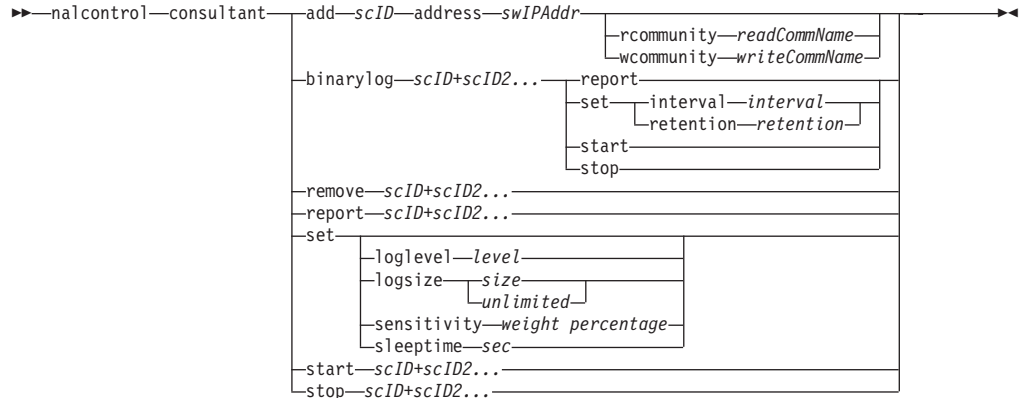 nalcontrol consultant add scID address swIPAddr
rcommunity readCommName
wcommunity writeCommName
binarylog scID+scID2... report
set interval interval
retention retention
start
stop
remove scID+scID2...
report scID+scID2...
set
loglevel level
logsize size
unlimited
sensitivity weight percentage
sleeptime sec
start scID+scID2...
stop scID+scID2...